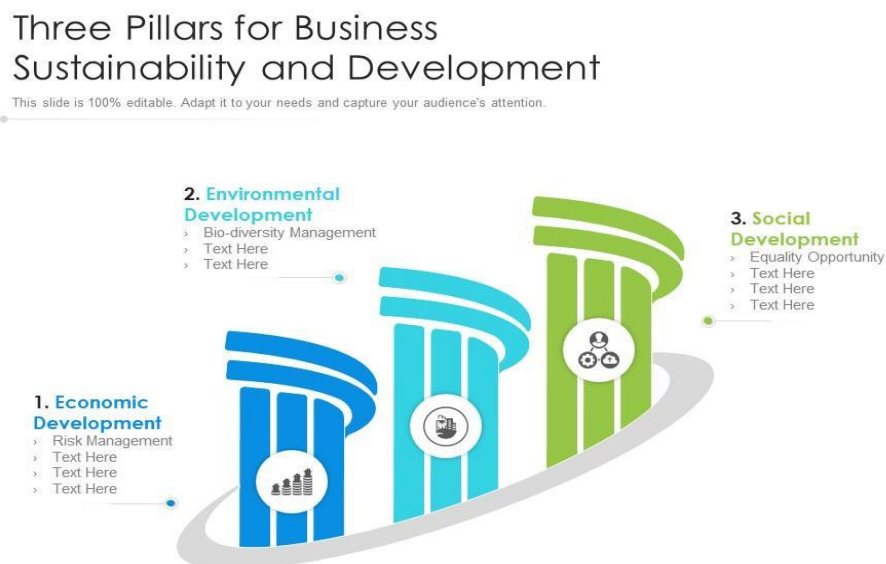 Three Pillars for Business
Sustainability and Development
This slide is 100% editable. Adapt it to your needs and capture your audience's attention.
1. Economic
Development
› Risk Management
› Text Here
› Text Here
› Text Here
2. Environmental
Development
› Bio-diversity Management
› Text Here
› Text Here
3. Social
Development
› Equality Opportunity
› Text Here
› Text Here
› Text Here